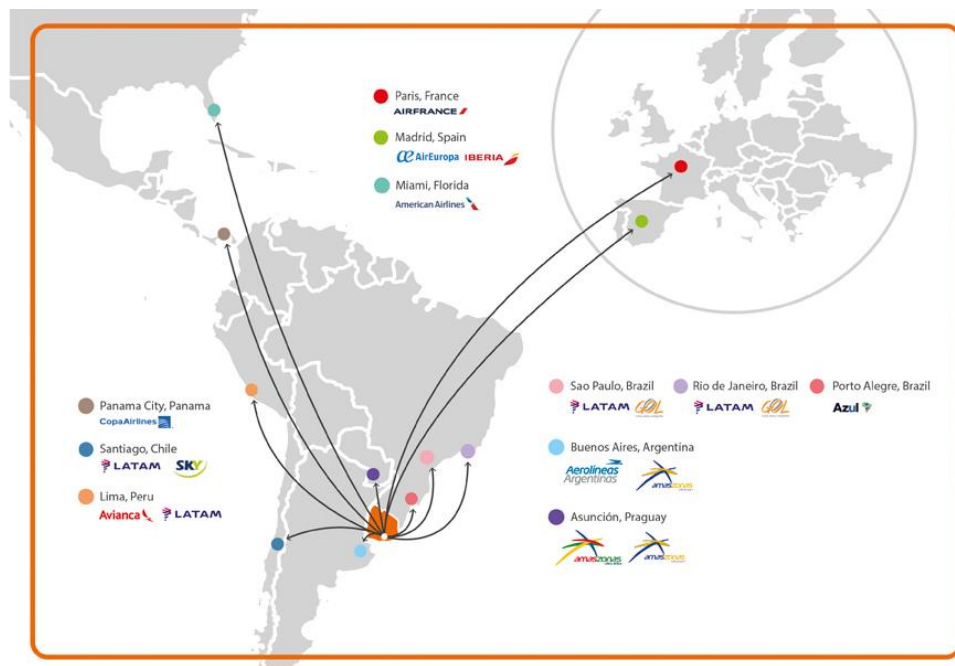 Paris, France
AIRFRANCE
Madrid, Spain
AirEuropa IBERIA
Miami, Florida
American Airlines
Panama City, Panama
CopaAirlines
Santiago, Chile
LATAM SKY
Lima, Peru
Avianca LATAM
Sao Paulo, Brazil Rio de Janeiro, Brazil Porto Alegre, Brazil
LATAM GOL LATAM GOL Azul
Buenos Aires, Argentina
Aerolíneas
Argentinas amaszonas
Asunción, Praguay
amaszonas amaszonas